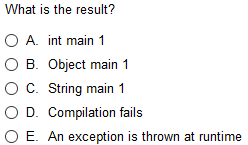 What is the result?
A. int main 1
B. Object main 1
C. String main 1
D. Compilation fails
E. An exception is thrown at runtime